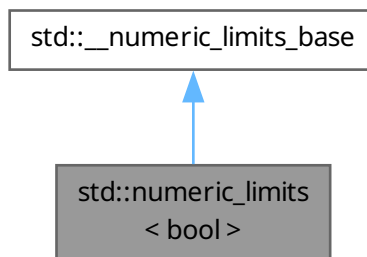 std::__numeric_limits_base
std::numeric_limits
< bool >